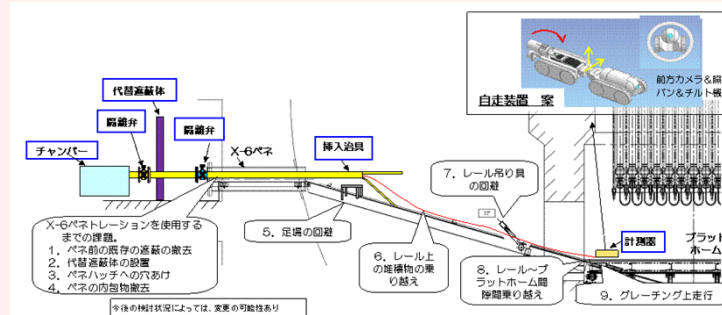 前方カメラ&照
パン&チルト機
自走装置　案
代替遮蔽体
隔離弁
隔離弁
チャンバー
X-6ペネ
挿入治具
7. レール吊り具
の回避
X-6ペネトレーションを使用する
までの課題。
1. ペネ前の既存の遮蔽の撤去
2. 代替遮蔽体の設置
3. ペネハッチへの穴あけ
4. ペネの内包物撤去
5. 足場の回避
6. レール上
の堆積物の乗
り越え
計測器
プラット
ホーム
8. レール～プ
ラットホーム間
隙間乗り越え
9. グレーチング上走行
今後の検討状況によっては、変更の可能性あり